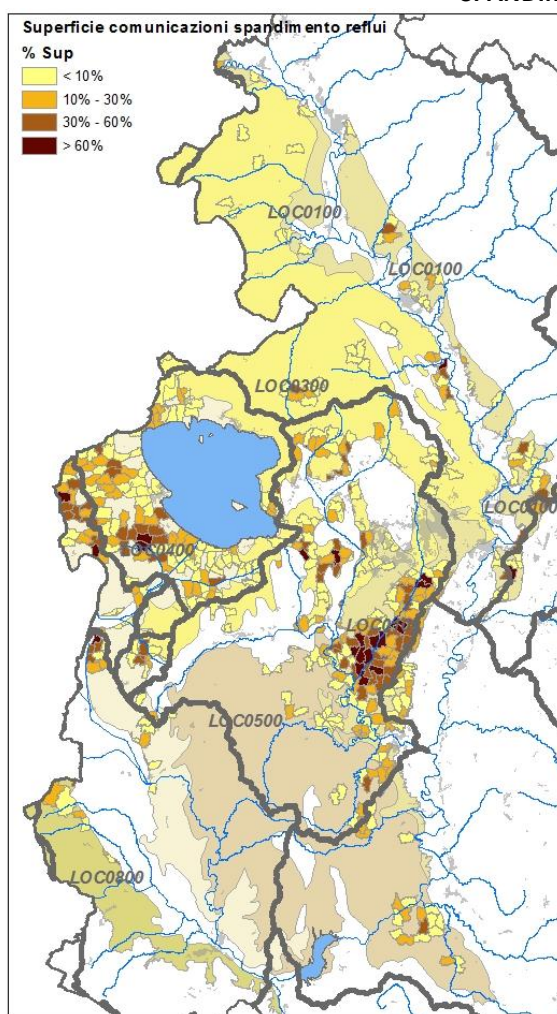 Superficie comunicazioni spandimento reflui
% Sup
< 10%
10% - 30%
30% - 60%
>60%
LOC0100
LOC0100
LOC0300
LOC0400
LOC0500
LOC0800